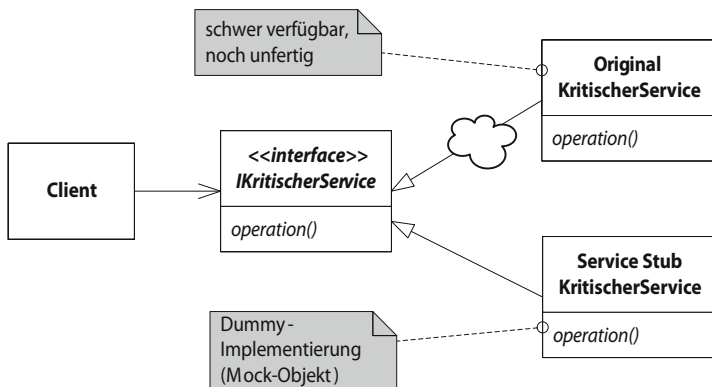 schwer verfügbar,
noch unfertig
Original
KritischerService
operation()
Client
<<interface>>
IKritischerService
operation()
Service Stub
KritischerService
operation()
Dummy-
Implementierung
(Mock-Objekt)